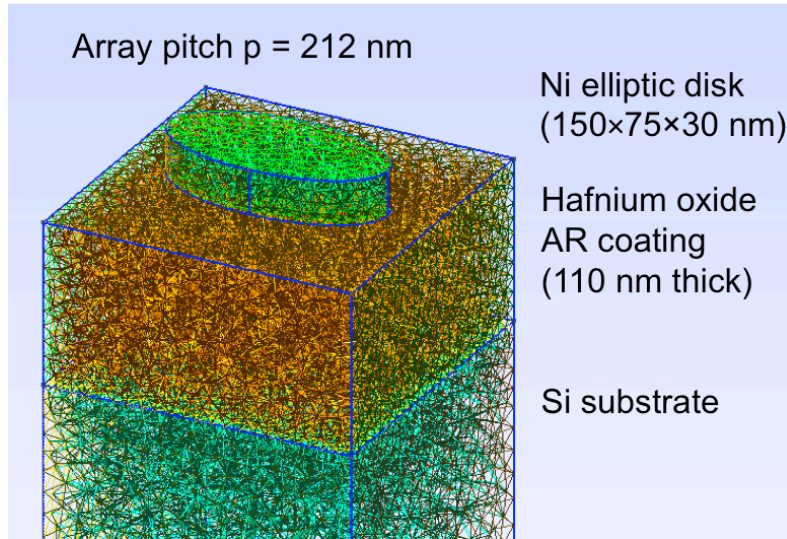 Array pitch p = 212 nm
Ni elliptic disk
(150×75×30 nm)
Hafnium oxide
AR coating
(110 nm thick)
Si substrate